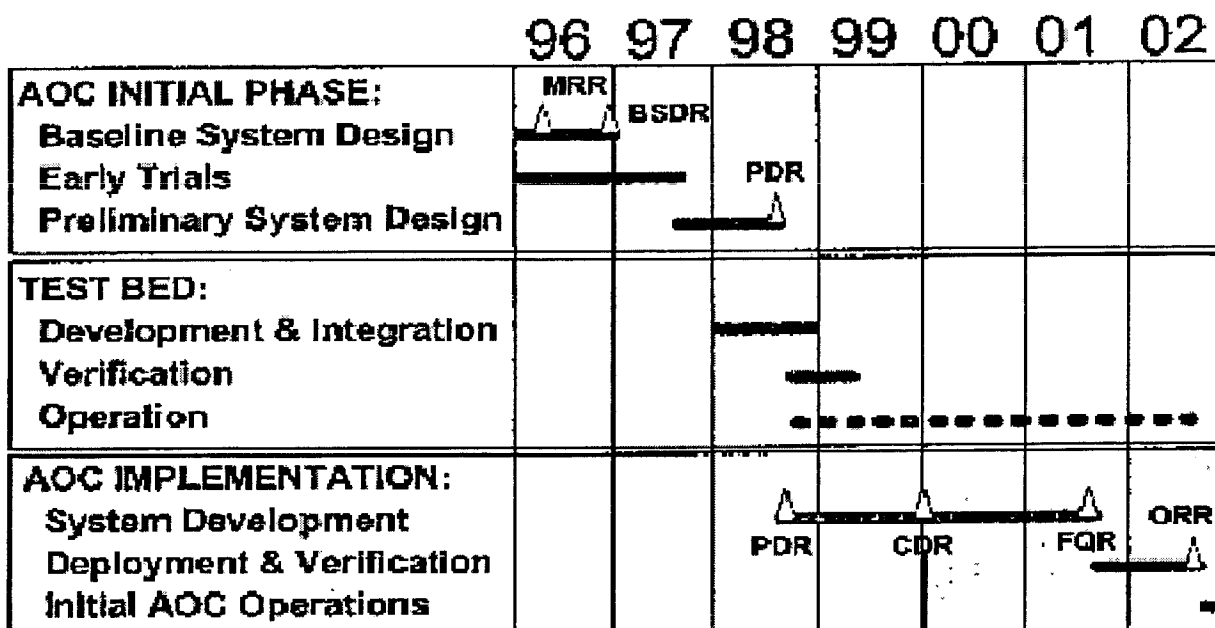 96 97 98 99 00 01 02
AOC INITIAL PHASE:
MRR
Baseline System Design
BSDR
Early Trials
PDR
Preliminary System Design
TEST BED:
Development & Integration
Verification
Operation
AOC IMPLEMENTATION:
System Development
ORR
PDR CDR FQR
Deployment & Verification
Initial AOC Operations